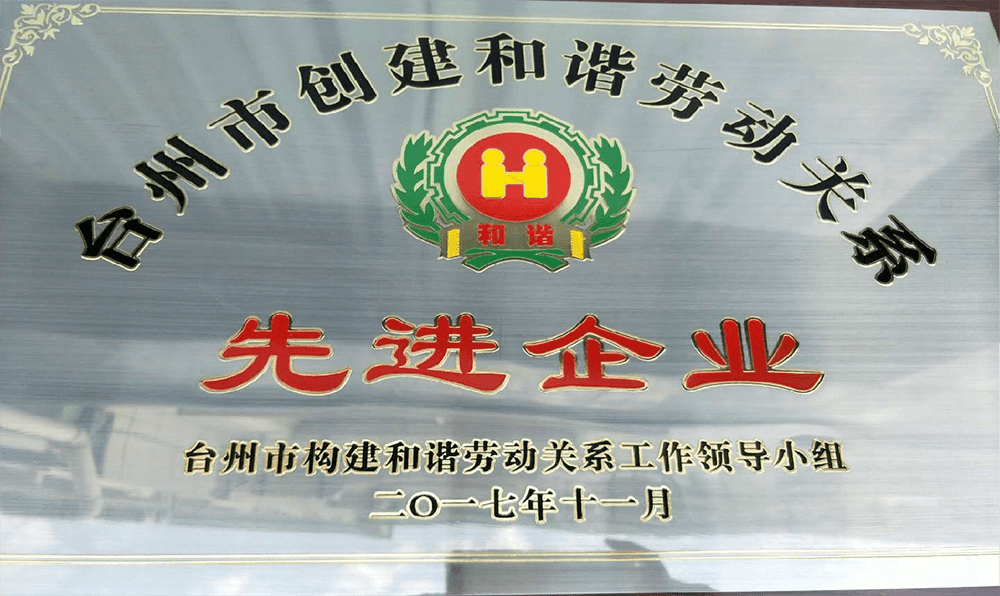 台州市创建和谐劳动关系
和谐
先进企业
台州市构建和谐劳动关系工作领导小组
二〇一七年十一月